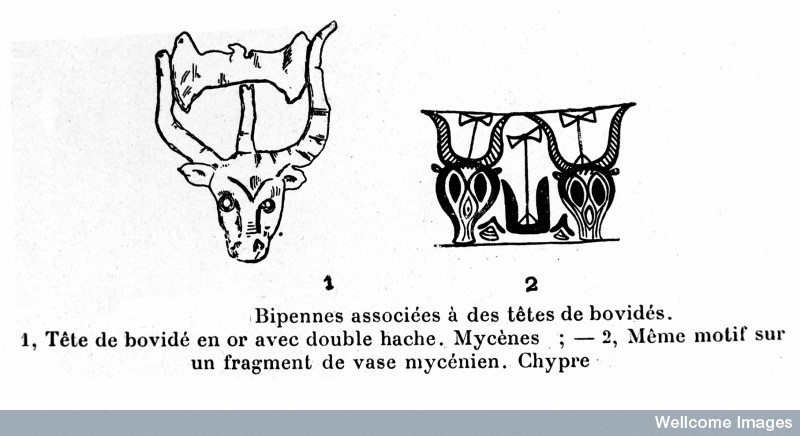 1 2
Bipennes associées à des têtes de bovidés.
1, Tête de bovidé en or avec double hache. Mycènes ; — 2, Même motif sur
un fragment de vase mycénien. Chypre
Wellcome Images